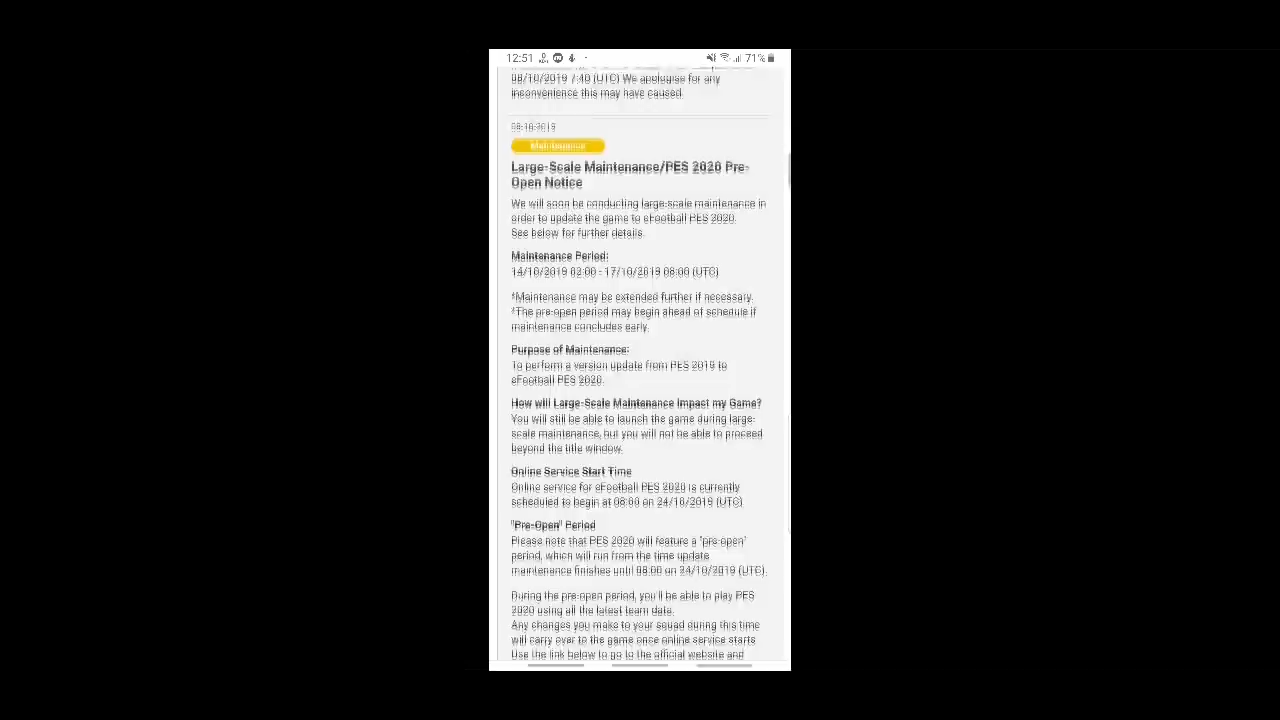 12:51
71%
08/10/2019 7:40 (UTC) We apologise for any
inconvenience this may have caused.
08-10-2019
Maintenance
Large-Scale Maintenance/PES 2020 Pre-
Open Notice
We will soon be conducting large-scale maintenance in
order to update the game to eFootball PES 2020.
See below for further details.
Maintenance Period:
14/10/2019 02:00 - 17/10/2019 08:00 (UTC)
*Maintenance may be extended further if necessary.
*The pre-open period may begin ahead of schedule if
maintenance concludes early.
Purpose of Maintenance:
To perform a version update from PES 2019 to
eFootball PES 2020.
How will Large-Scale Maintenance Impact my Game?
You will still be able to launch the game during large-
scale maintenance, but you will not be able to proceed
beyond the title window.
Online Service Start Time
Online service for eFootball PES 2020 is currently
scheduled to begin at 08:00 on 24/10/2019 (UTC)
"Pre-Open" Period
Please note that PES 2020 will feature a "pre-open"
period, which will run from the time update
maintenance finishes until 08:00 on 24/10/2019 (UTC).
During the pre-open period, you'll be able to play PES
2020 using all the latest team data.
Any changes you make to your squad during this time
will carry over to the game once online service starts
Use the link below to go to the official website and